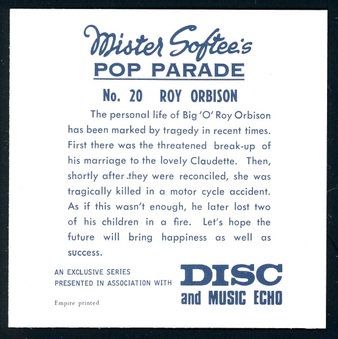 Mister Softee's
POP PARADE
No. 20 ROY ORBISON
The personal life of Big 'O' Roy Orbison
has been marked by tragedy in recent times.
First there was the threatened break-up of
his marriage to the lovely Claudette. Then,
shortly after they were reconciled, she was
tragically killed in a motor cycle accident.
As if this wasn't enough, he later lost two
of his children in a fire. Let's hope the
future will bring happiness as well as
success.
AN EXCLUSIVE SERIES
PRESENTED IN ASSOCIATION WITH
DISC
and MUSIC ECHO
Empire printed